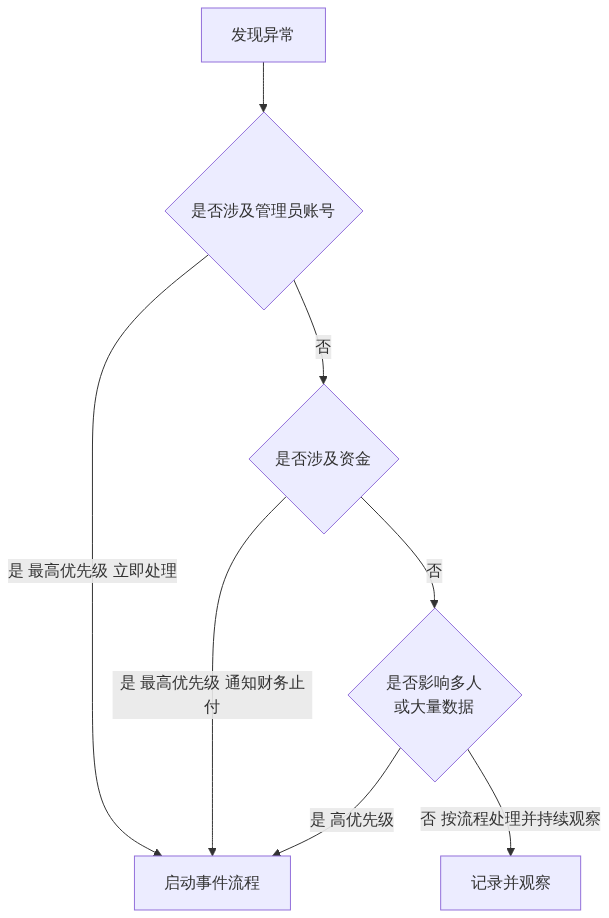 发现异常
是否涉及管理员账号
否
是否涉及资金
是 最高优先级 立即处理
否
是 最高优先级 通知财务止
付
是否影响多人
或大量数据
是 高优先级
否 按流程处理并持续观察
启动事件流程
记录并观察